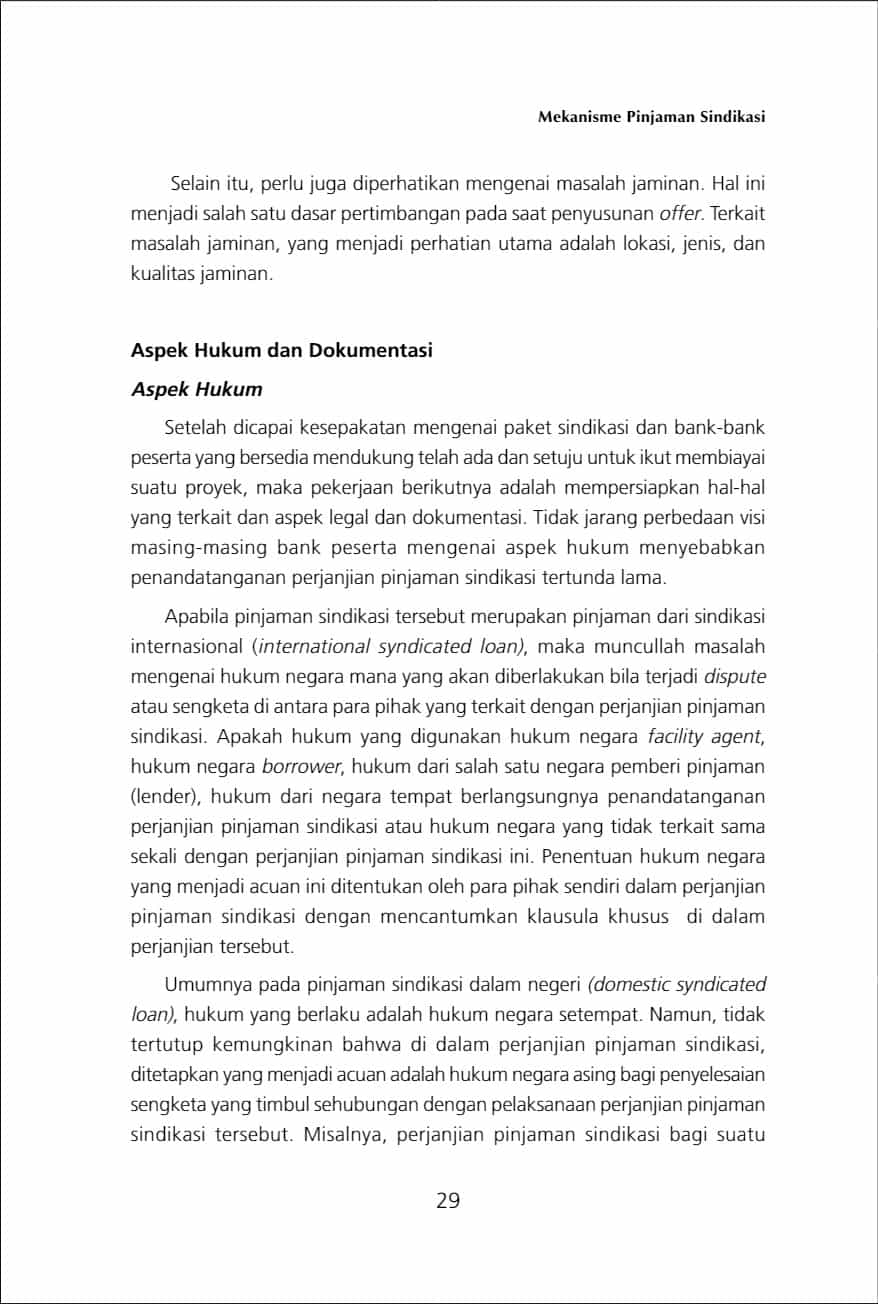 Mekanisme Pinjaman Sindikasi
Selain itu, perlu juga diperhatikan mengenai masalah jaminan. Hal ini
menjadi salah satu dasar pertimbangan pada saat penyusunan offer. Terkait
masalah jaminan, yang menjadi perhatian utama adalah lokasi, jenis, dan
kualitas jaminan.
Aspek Hukum dan Dokumentasi
Aspek Hukum
Setelah dicapai kesepakatan mengenai paket sindikasi dan bank-bank
peserta yang bersedia mendukung telah ada dan setuju untuk ikut membiayai
suatu proyek, maka pekerjaan berikutnya adalah mempersiapkan hal-hal
yang terkait dan aspek legal dan dokumentasi. Tidak jarang perbedaan visi
masing-masing bank peserta mengenai aspek hukum menyebabkan
penandatanganan perjanjian pinjaman sindikasi tertunda lama.
Apabila pinjaman sindikasi tersebut merupakan pinjaman dari sindikasi
internasional (international syndicated loan), maka muncullah masalah
mengenai hukum negara mana yang akan diberlakukan bila terjadi dispute
atau sengketa di antara para pihak yang terkait dengan perjanjian pinjaman
sindikasi. Apakah hukum yang digunakan hukum negara facility agent,
hukum negara borrower, hukum dari salah satu negara pemberi pinjaman
(lender), hukum dari negara tempat berlangsungnya penandatanganan
perjanjian pinjaman sindikasi atau hukum negara yang tidak terkait sama
sekali dengan perjanjian pinjaman sindikasi ini. Penentuan hukum negara
yang menjadi acuan ini ditentukan oleh para pihak sendiri dalam perjanjian
pinjaman sindikasi dengan mencantumkan klausula khusus di dalam
perjanjian tersebut.
Umumnya pada pinjaman sindikasi dalam negeri (domestic syndicated
loan), hukum yang berlaku adalah hukum negara setempat. Namun, tidak
tertutup kemungkinan bahwa di dalam perjanjian pinjaman sindikasi,
ditetapkan yang menjadi acuan adalah hukum negara asing bagi penyelesaian
sengketa yang timbul sehubungan dengan pelaksanaan perjanjian pinjaman
sindikasi tersebut. Misalnya, perjanjian pinjaman sindikasi bagi suatu
29